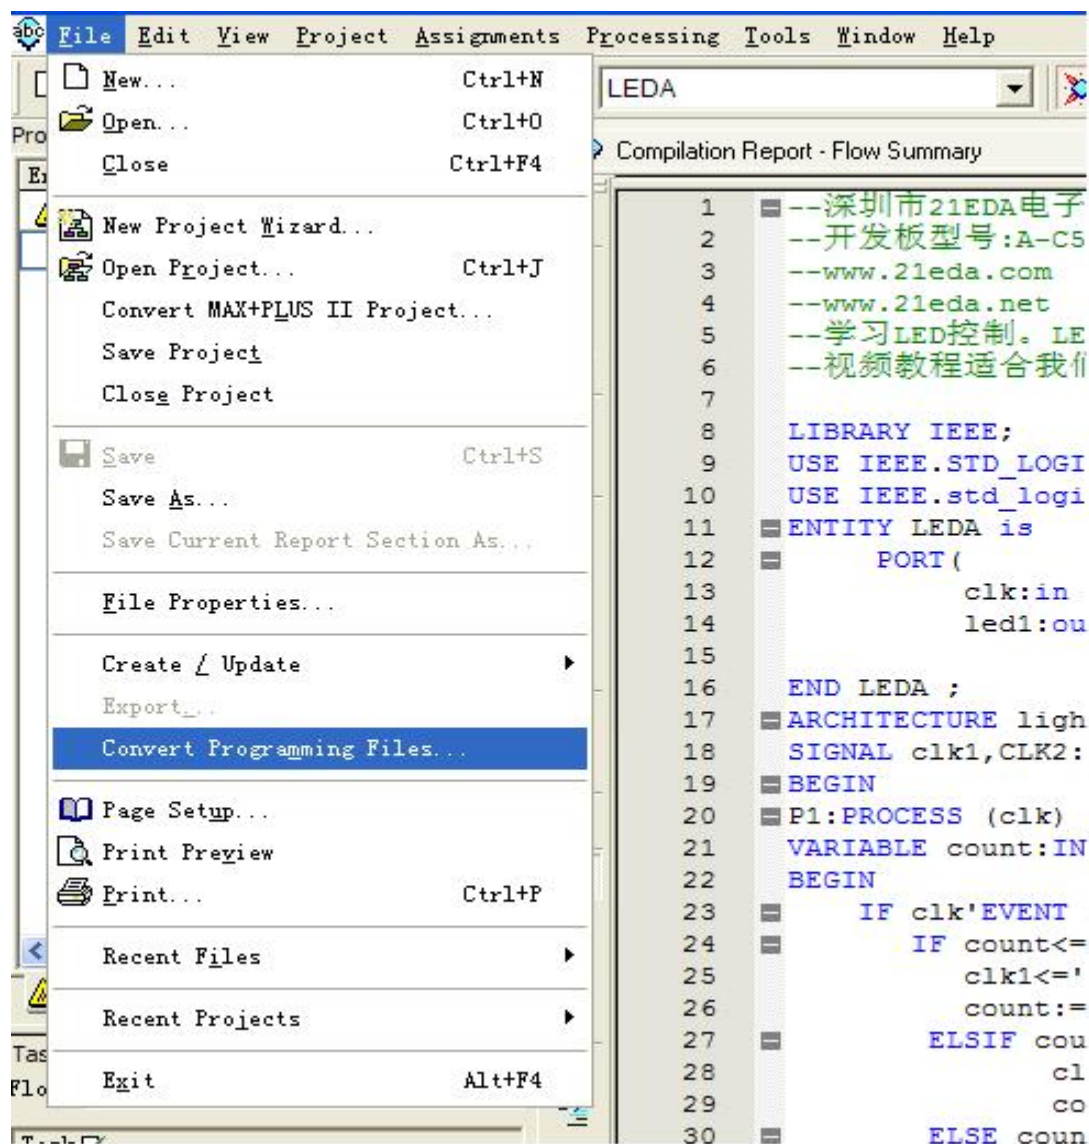 File Edit View Project Assignments Processing Tools Window Help
New... Ctrl+N
Open... Ctrl+O
Close Ctrl+F4
New Project Wizard...
Open Project... Ctrl+J
Convert MAX+PLUS II Project...
Save Project
Close Project
Save Ctrl+S
Save As...
Save Current Report Section As...
File Properties...
Create / Update
Export...
Convert Programming Files...
Page Setup...
Print Preview
Print... Ctrl+P
Recent Files
Recent Projects
Exit Alt+F4
LEDA
Compilation Report - Flow Summary
1 --深圳市21EDA电子
2 --开发板型号:A-C5
3 --www.21eda.com
4 --www.21eda.net
5 --学习LED控制。LE
6 --视频教程适合我们
7
8 LIBRARY IEEE;
9 USE IEEE.STD_LOGI
10 USE IEEE.std_logi
11 ENTITY LEDA is
12 PORT(
13 clk:in
14 led1:ou
15
16 END LEDA ;
17 ARCHITECTURE ligh
18 SIGNAL clk1,CLK2:
19 BEGIN
20 P1:PROCESS (clk)
21 VARIABLE count:IN
22 BEGIN
23 IF clk'EVENT
24 IF count<=
25 clk1<='
26 count:=
27 ELSIF cou
28 cl
29 co
30 ELSE coun
Pro
Tas
Flo